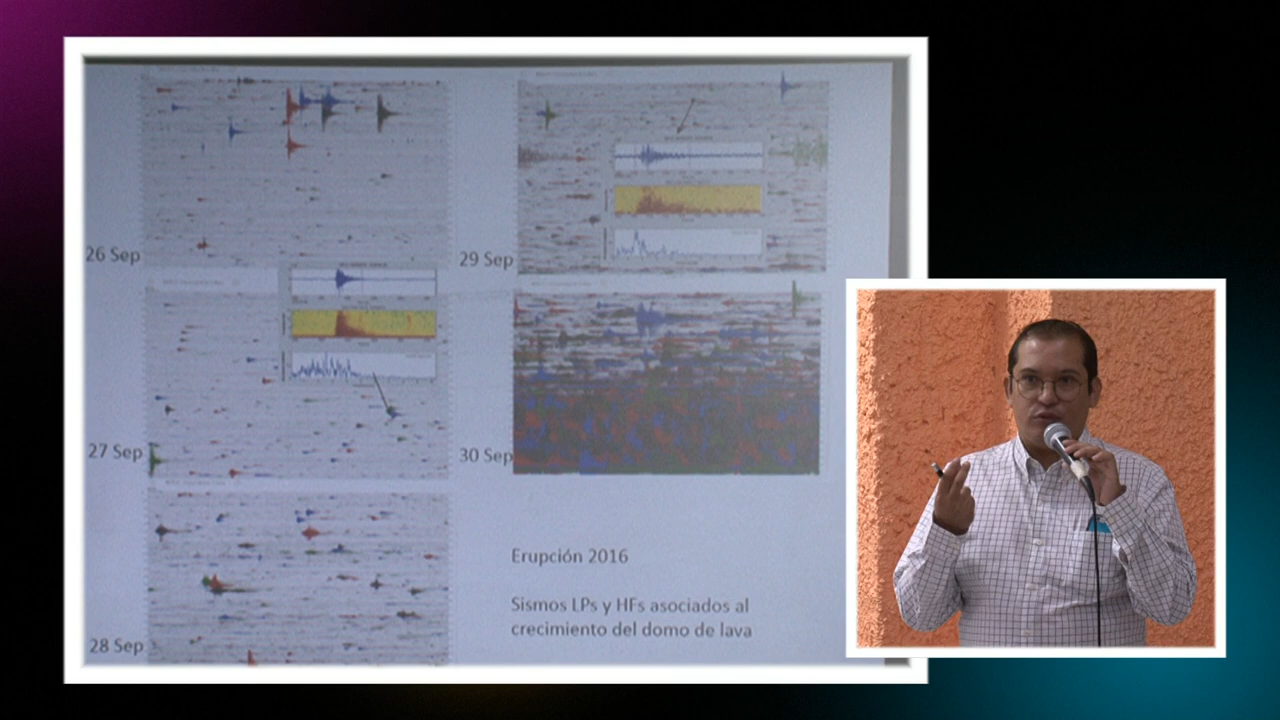 26 Sep
27 Sep
28 Sep
29 Sep
30 Sep
Erupción 2016
Sismos LPs y HFs asociados al
crecimiento del domo de lava